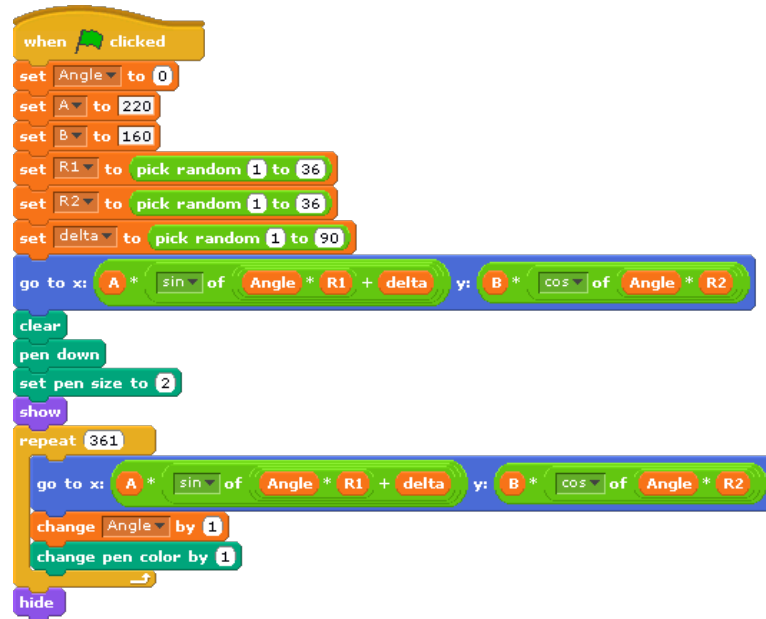 when clicked
set Angle to 0
set A to 220
set B to 160
set R1 to pick random 1 to 36
set R2 to pick random 1 to 36
set delta to pick random 1 to 90
go to x: A * sin of Angle * R1 + delta y: B * cos of Angle * R2
clear
pen down
set pen size to 2
show
repeat 361
go to x: A * sin of Angle * R1 + delta y: B * cos of Angle * R2
change Angle by 1
change pen color by 1
hide